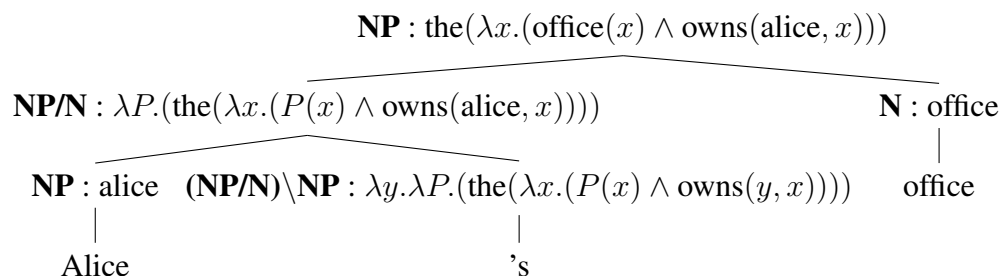 NP : the(λx.(office(x) ∧ owns(alice, x)))
NP/N : λP.(the(λx.(P(x) ∧ owns(alice, x)))) N : office
NP : alice (NP/N)\NP : λy.λP.(the(λx.(P(x) ∧ owns(y, x)))) office
Alice 's